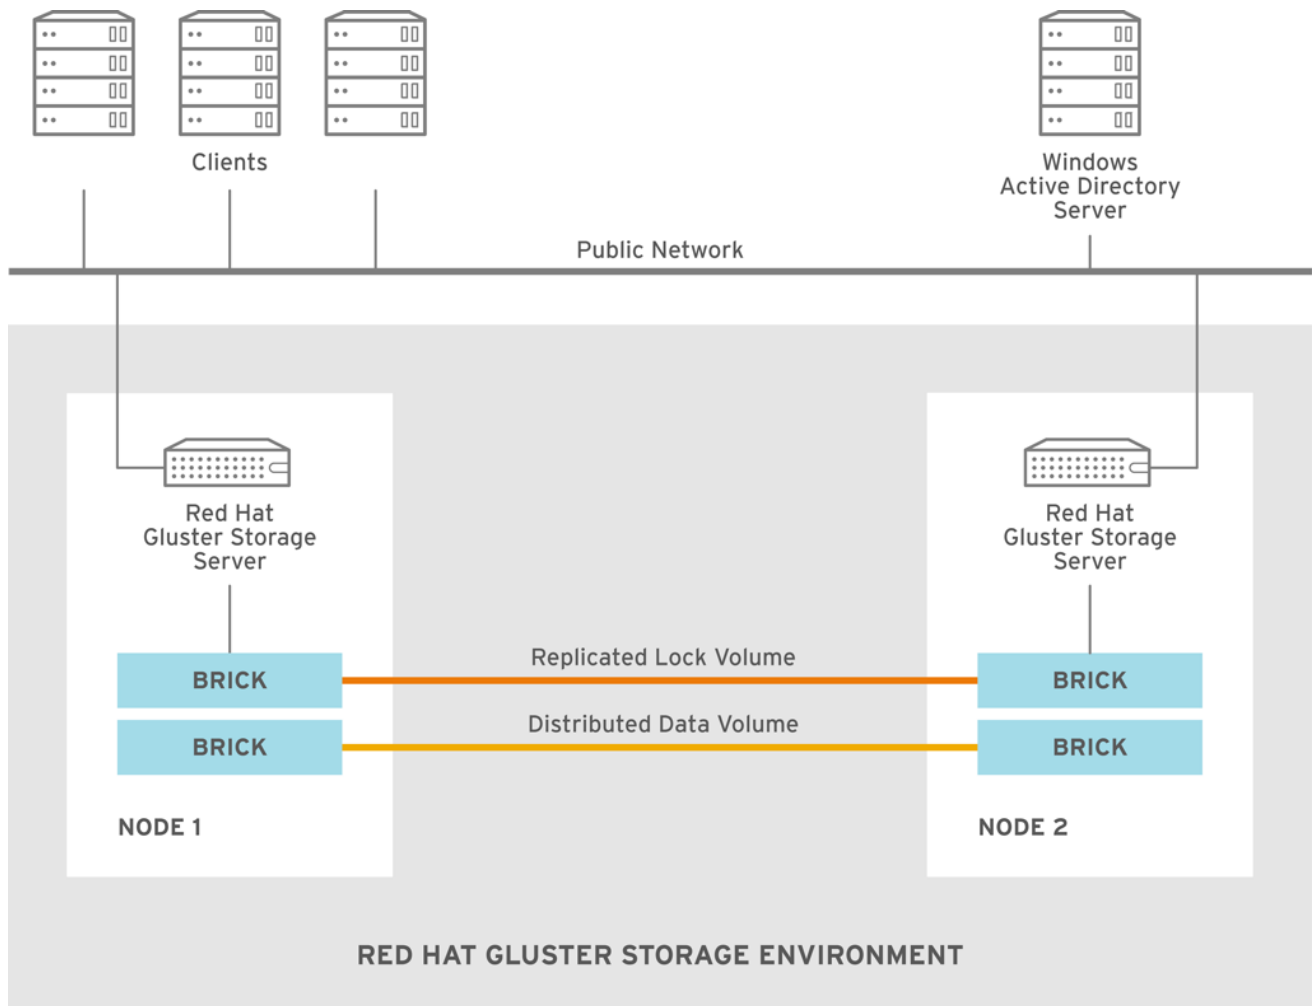 Clients
Windows
Active Directory
Server
Public Network
Red Hat
Gluster Storage
Server
Red Hat
Gluster Storage
Server
Replicated Lock Volume
BRICK
BRICK
Distributed Data Volume
BRICK
BRICK
NODE 1
NODE 2
RED HAT GLUSTER STORAGE ENVIRONMENT